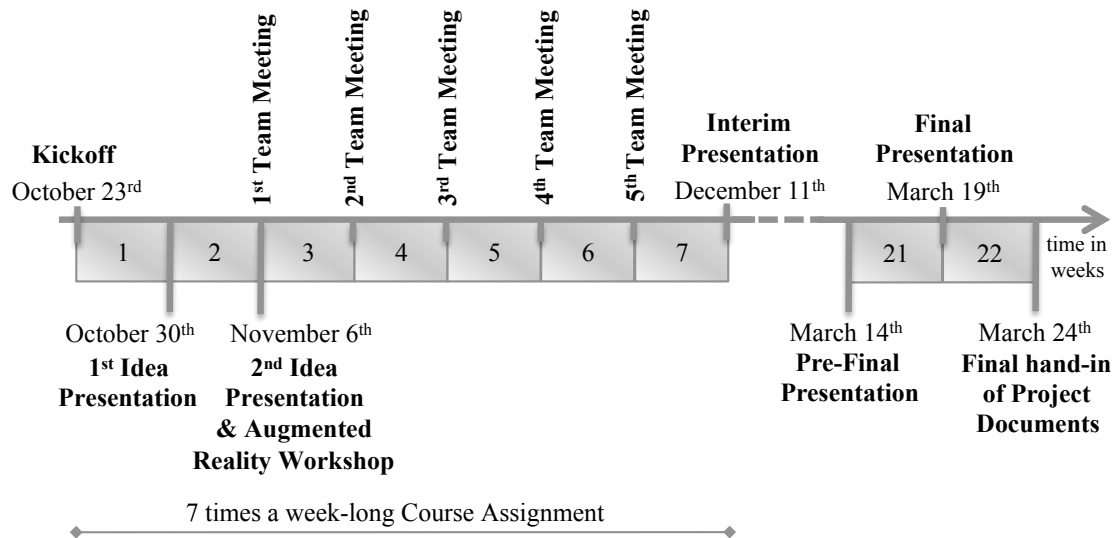 1st Team Meeting
2nd Team Meeting
3rd Team Meeting
4th Team Meeting
5th Team Meeting
Kickoff
October 23rd
Interim
Presentation
December 11th
Final
Presentation
March 19th
1
2
3
4
5
6
7
21
22
time in
weeks
October 30th
1st Idea
Presentation
November 6th
2nd Idea
Presentation
& Augmented
Reality Workshop
March 14th
Pre-Final
Presentation
March 24th
Final hand-in
of Project
Documents
7 times a week-long Course Assignment